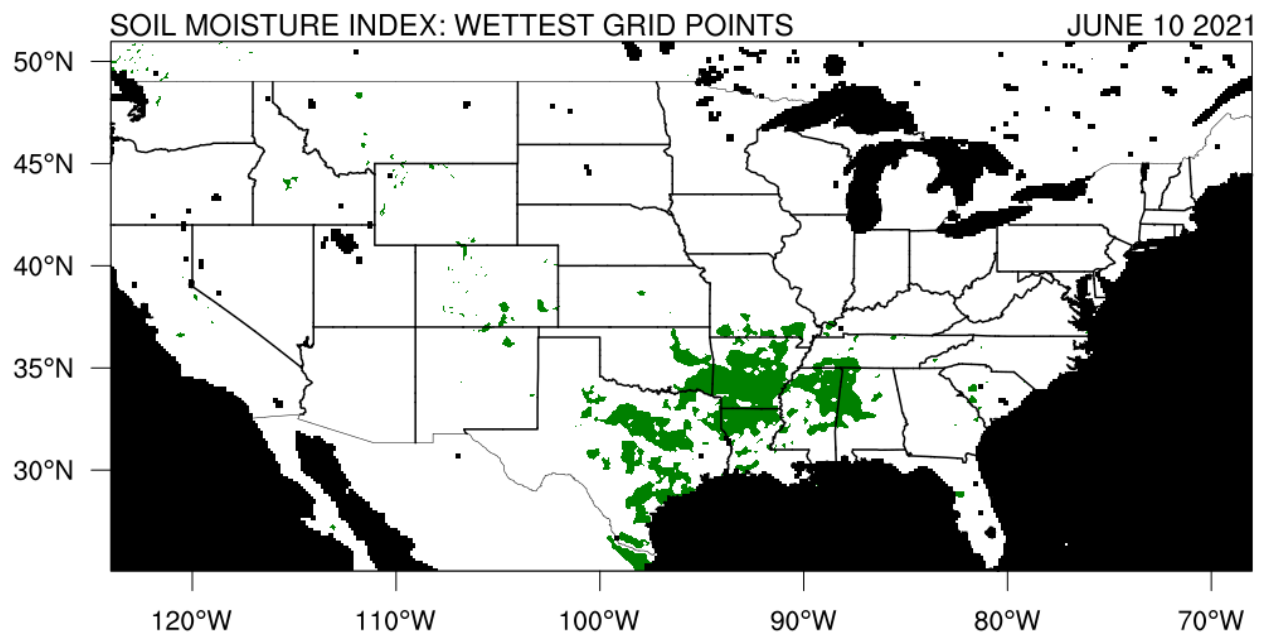 SOIL MOISTURE INDEX: WETTEST GRID POINTS JUNE 10 2021
50°N
45°N
40°N
35°N
30°N
120°W 110°W 100°W 90°W 80°W 70°W